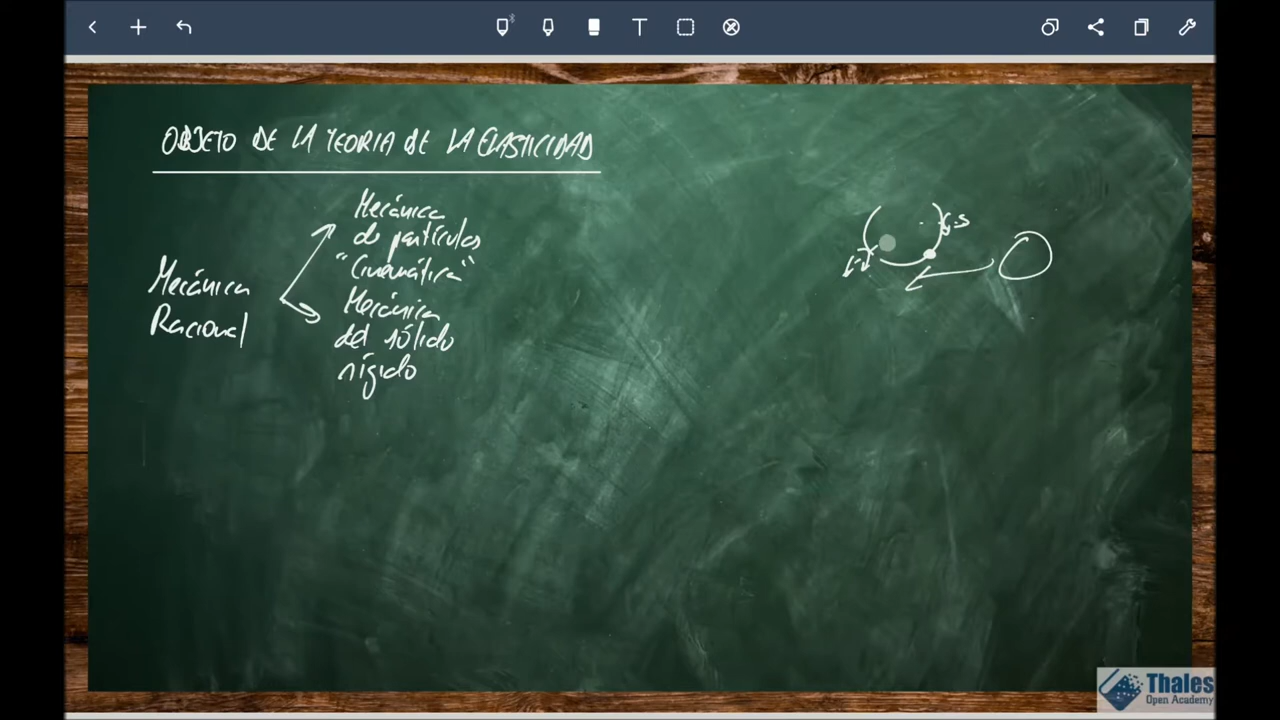 OBJETO DE LA TEORIA DE LA ELASTICIDAD
Mecánica
de partículas
"Cinemática"
Mecánica
Racional
Mecánica
del sólido
rígido
Thales
Open Academy